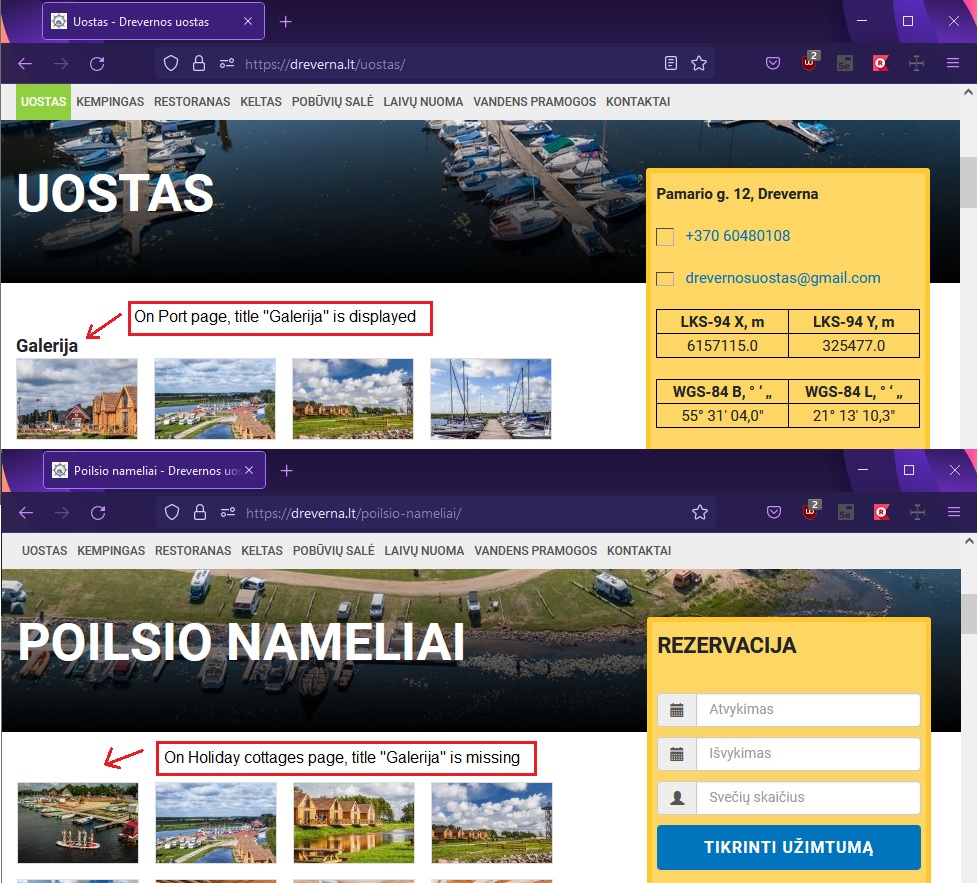 Uostas - Drevernos uostas
https://dreverna.lt/uostas/
2
UOSTAS KEMPINGAS RESTORANAS KELTAS POBŪVIŲ SALĖ LAIVŲ NUOMA VANDENS PRAMOGOS KONTAKTAI
UOSTAS
Pamario g. 12, Dreverna
+370 60480108
drevernosuostas@gmail.com
LKS-94 X, m LKS-94 Y, m
6157115.0 325477.0
WGS-84 B, ° ‘ „ WGS-84 L, ° ‘ „
55° 31' 04,0" 21° 13' 10,3"
On Port page, title "Galerija" is displayed
Galerija
Poilsio nameliai - Drevernos uos
https://dreverna.lt/poilsio-nameliai/
2
UOSTAS KEMPINGAS RESTORANAS KELTAS POBŪVIŲ SALĖ LAIVŲ NUOMA VANDENS PRAMOGOS KONTAKTAI
POILSIO NAMELIAI
REZERVACIJA
Atvykimas
Išvykimas
Svečių skaičius
TIKRINTI UŽIMTUMĄ
On Holiday cottages page, title "Galerija" is missing